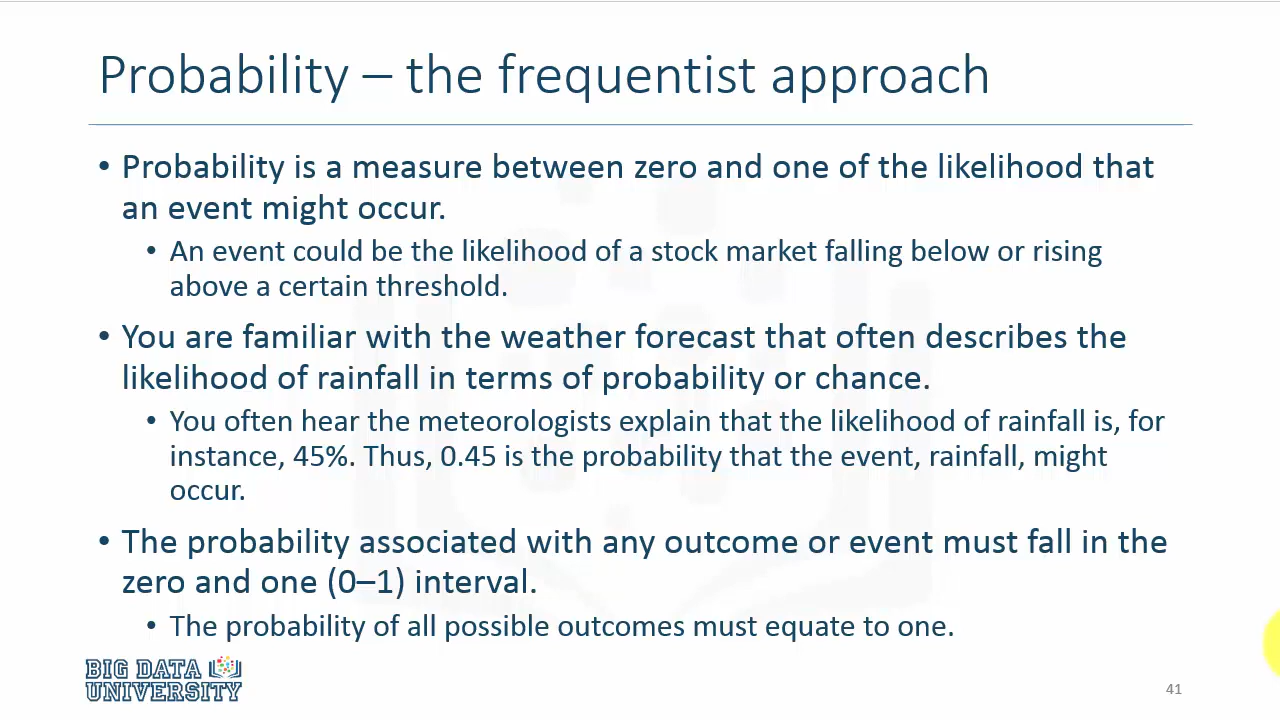 Probability – the frequentist approach
• Probability is a measure between zero and one of the likelihood that
an event might occur.
• An event could be the likelihood of a stock market falling below or rising
above a certain threshold.
• You are familiar with the weather forecast that often describes the
likelihood of rainfall in terms of probability or chance.
• You often hear the meteorologists explain that the likelihood of rainfall is, for
instance, 45%. Thus, 0.45 is the probability that the event, rainfall, might
occur.
• The probability associated with any outcome or event must fall in the
zero and one (0–1) interval.
• The probability of all possible outcomes must equate to one.
BIG DATA
UNIVERSITY
41